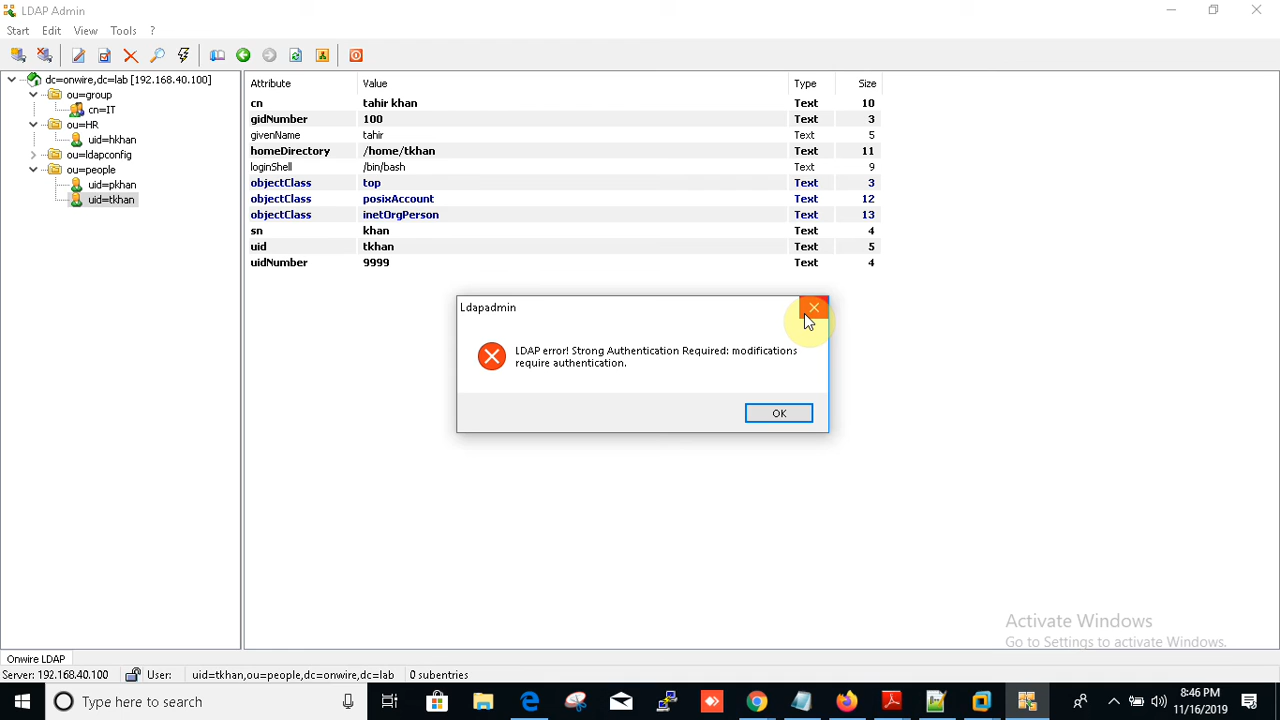 LDAP Admin
Start Edit View Tools ?
dc=onwire,dc=lab [192.168.40.100]
ou=group
cn=IT
ou=HR
uid=hkhan
ou=ldapconfig
ou=people
uid=pkhan
uid=tkhan
Attribute Value Type Size
cn tahir khan Text 10
gidNumber 100 Text 3
givenName tahir Text 5
homeDirectory /home/tkhan Text 11
loginShell /bin/bash Text 9
objectClass top Text 3
objectClass posixAccount Text 12
objectClass inetOrgPerson Text 13
sn khan Text 4
uid tkhan Text 5
uidNumber 9999 Text 4
Ldapadmin
LDAP error! Strong Authentication Required: modifications
require authentication.
OK
Activate Windows
Go to Settings to activate Windows.
Onwire LDAP
Server: 192.168.40.100 User: uid=tkhan,ou=people,dc=onwire,dc=lab 0 subentries
Type here to search
8:46 PM
11/16/2019